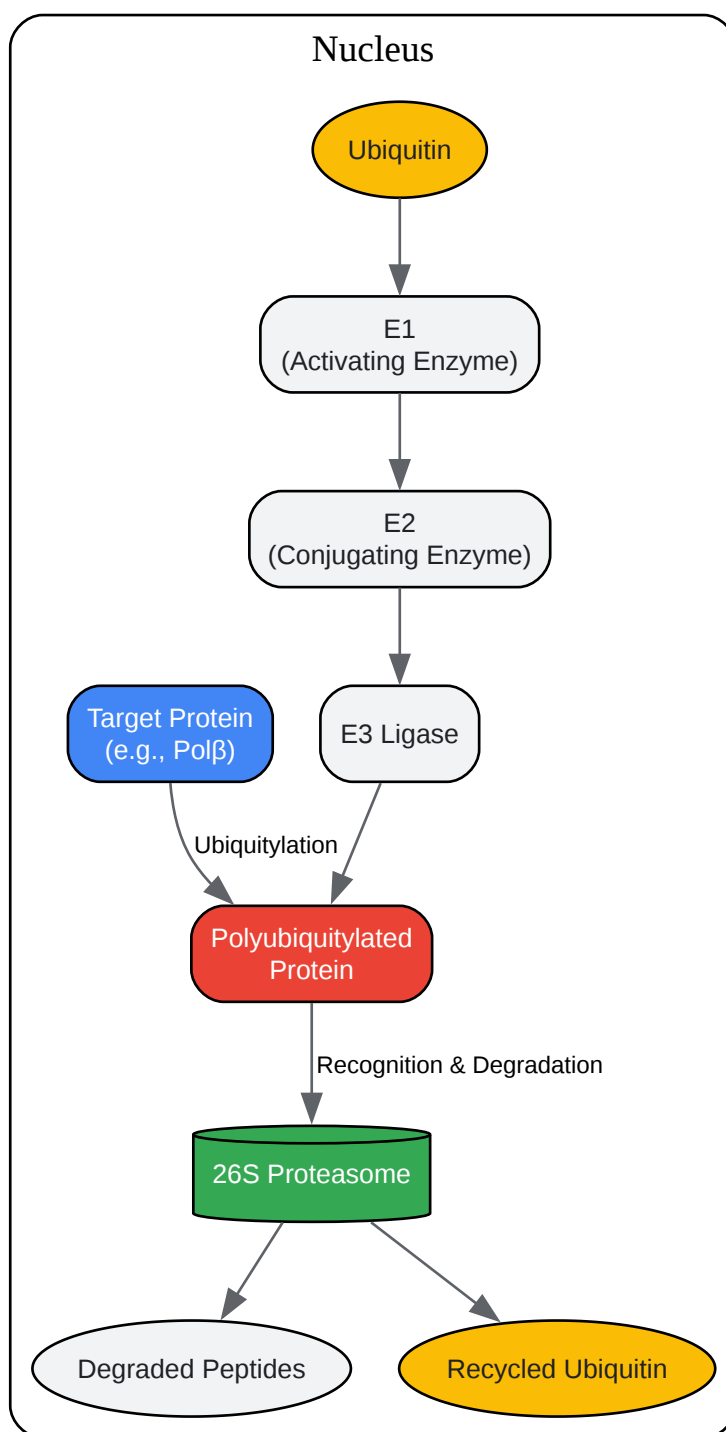 Nucleus
Ubiquitin
E1
(Activating Enzyme)
E2
(Conjugating Enzyme)
Target Protein
(e.g., Polβ)
E3 Ligase
Ubiquitylation
Polyubiquitylated
Protein
Recognition & Degradation
26S Proteasome
Degraded Peptides
Recycled Ubiquitin